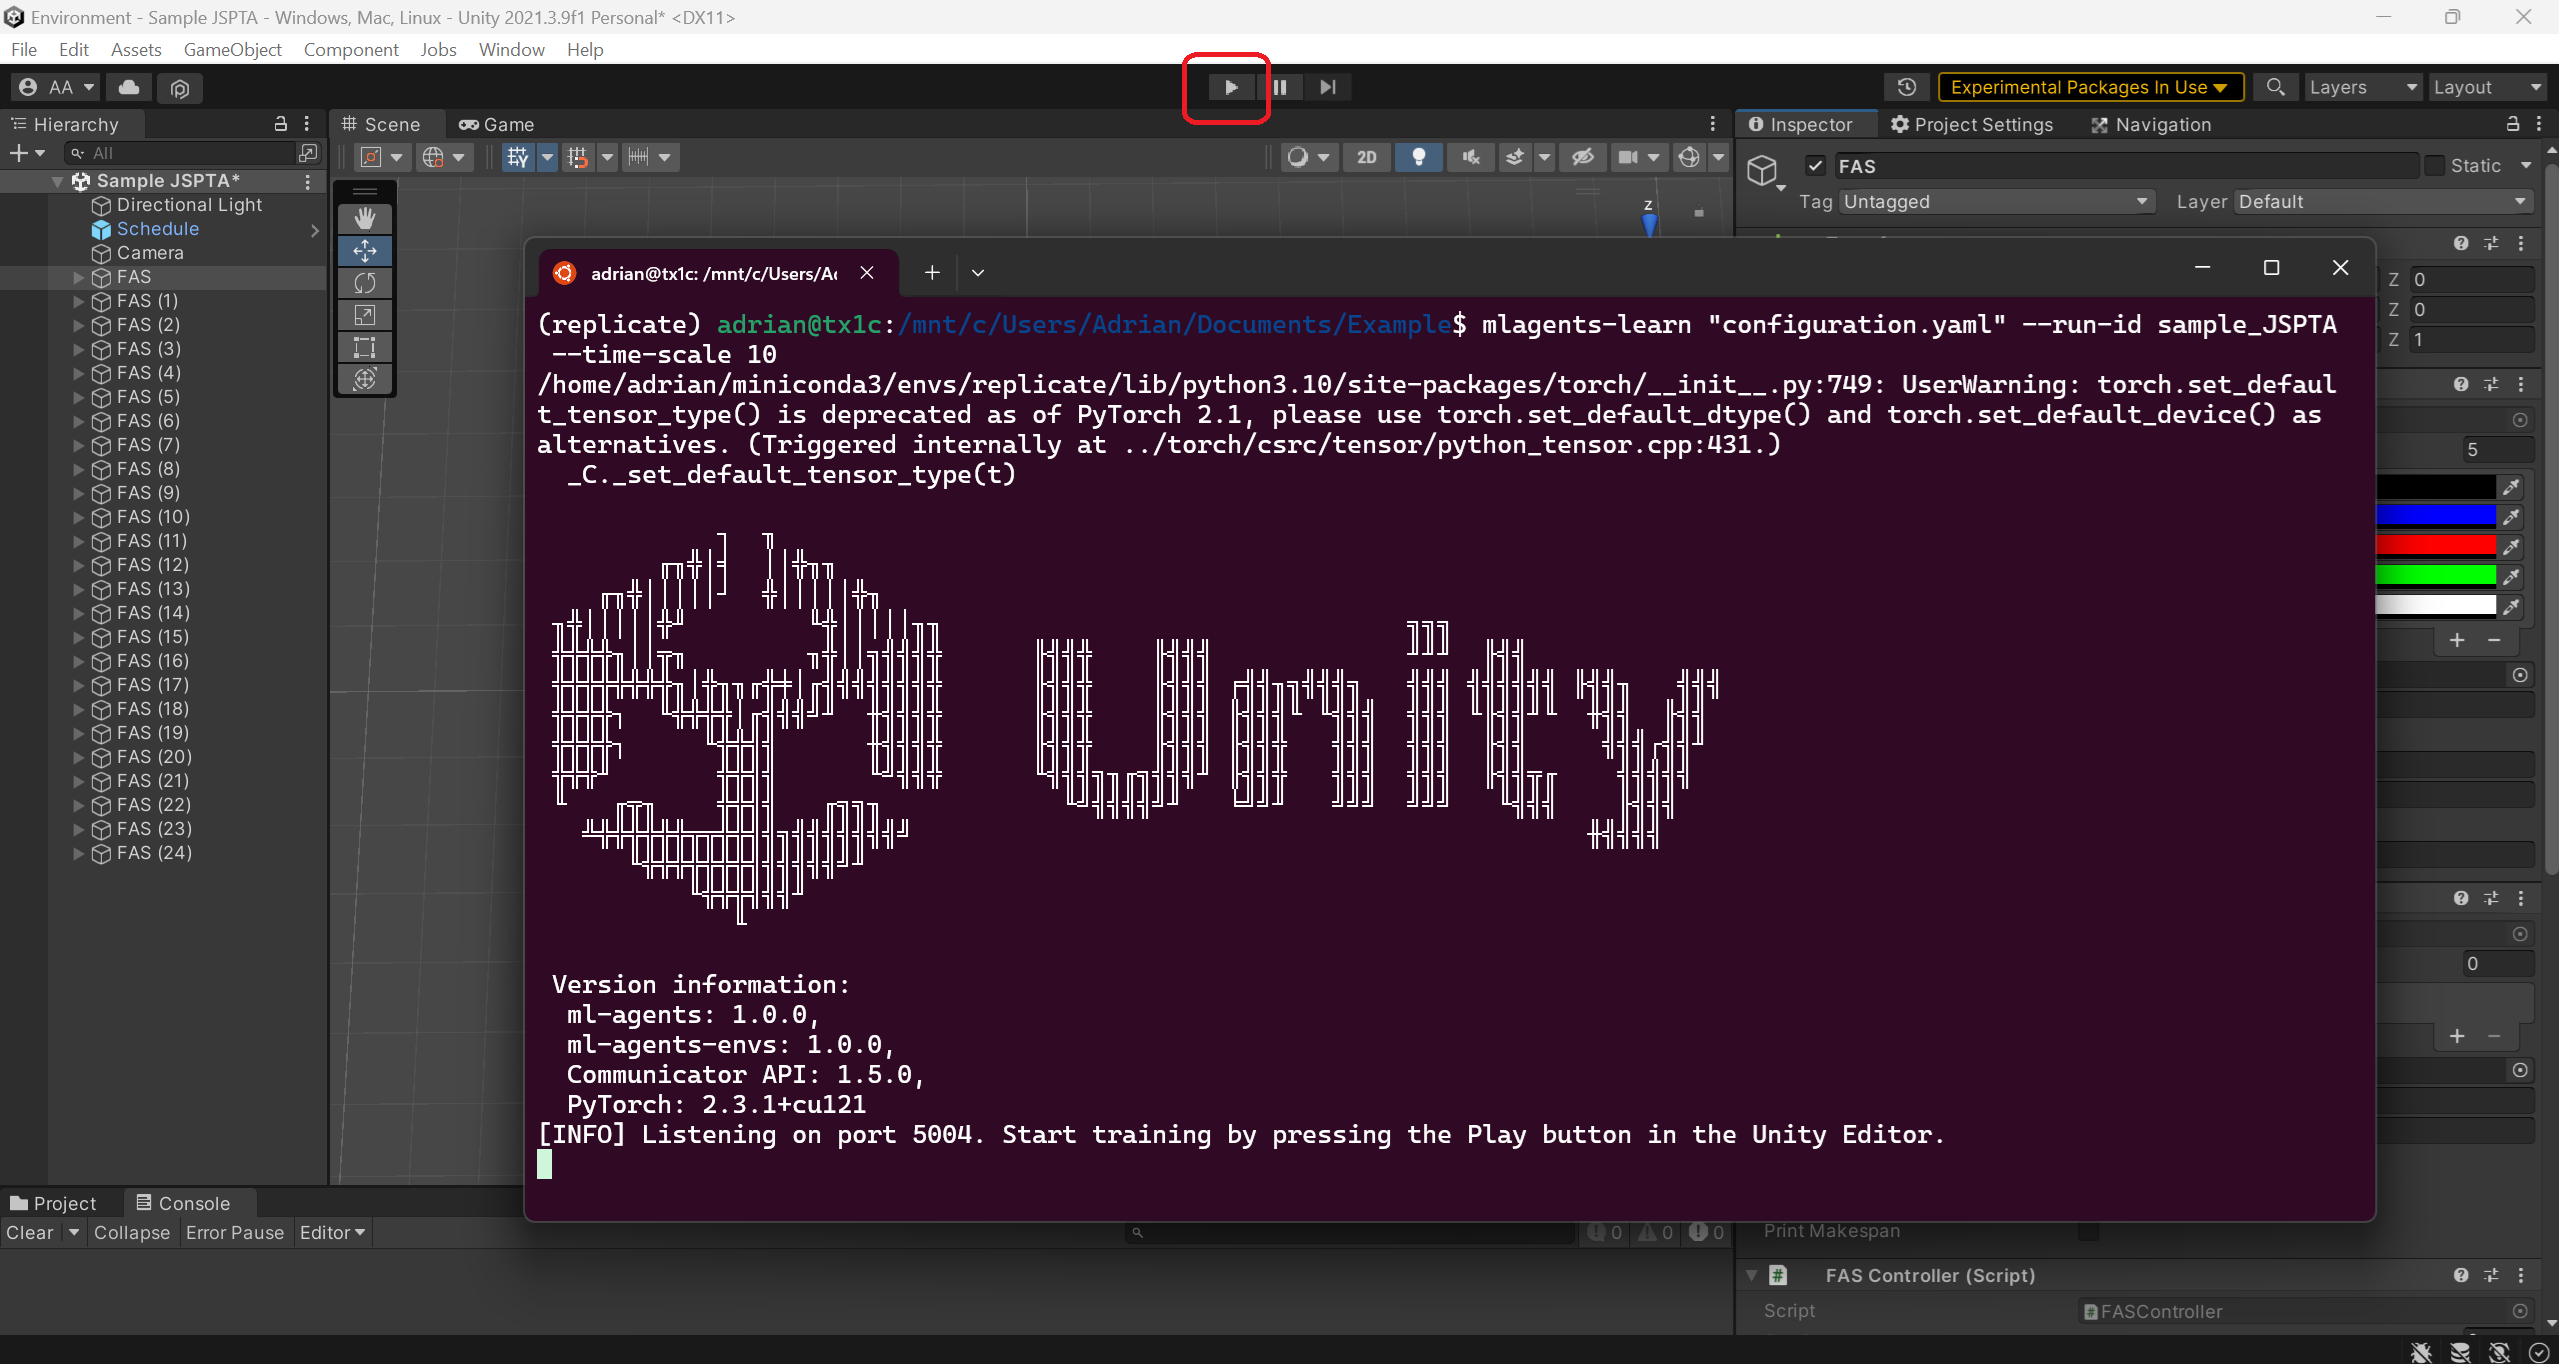 Environment - Sample JSPTA - Windows, Mac, Linux - Unity 2021.3.9f1 Personal* <DX11>
File Edit Assets GameObject Component Jobs Window Help
AA Experimental Packages In Use Layers Layout
Hierarchy Scene Game Inspector Project Settings Navigation
All 2D
FAS Static
Tag Untagged Layer Default
Sample JSPTA*
Directional Light
Schedule
Camera
FAS
FAS (1)
FAS (2)
FAS (3)
FAS (4)
FAS (5)
FAS (6)
FAS (7)
FAS (8)
FAS (9)
FAS (10)
FAS (11)
FAS (12)
FAS (13)
FAS (14)
FAS (15)
FAS (16)
FAS (17)
FAS (18)
FAS (19)
FAS (20)
FAS (21)
FAS (22)
FAS (23)
FAS (24)
z
Z 0
Z 0
Z 1
5
0
adrian@tx1c: /mnt/c/Users/A
(replicate) adrian@tx1c:/mnt/c/Users/Adrian/Documents/Example$ mlagents-learn "configuration.yaml" --run-id sample_JSPTA
--time-scale 10
/home/adrian/miniconda3/envs/replicate/lib/python3.10/site-packages/torch/__init__.py:749: UserWarning: torch.set_defaul
t_tensor_type() is deprecated as of PyTorch 2.1, please use torch.set_default_dtype() and torch.set_default_device() as
alternatives. (Triggered internally at ../torch/csrc/tensor/python_tensor.cpp:431.)
_C._set_default_tensor_type(t)
unity
Version information:
ml-agents: 1.0.0,
ml-agents-envs: 1.0.0,
Communicator API: 1.5.0,
PyTorch: 2.3.1+cu121
[INFO] Listening on port 5004. Start training by pressing the Play button in the Unity Editor.
Project Console
Clear Collapse Error Pause Editor 0 0 0
Print Makespan
FAS Controller (Script)
Script FASController